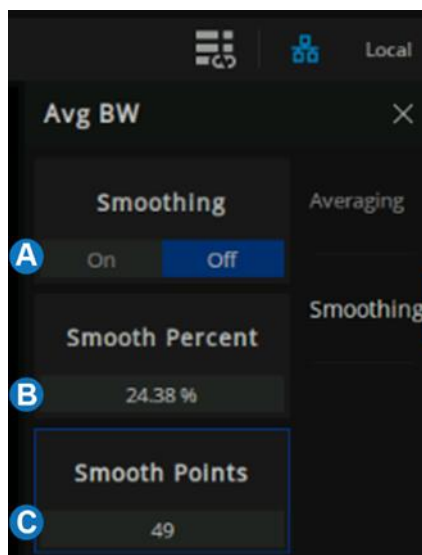 Local
Avg BW
Smoothing
Averaging
A
On Off
Smoothing
Smooth Percent
B
24.38 %
Smooth Points
C
49